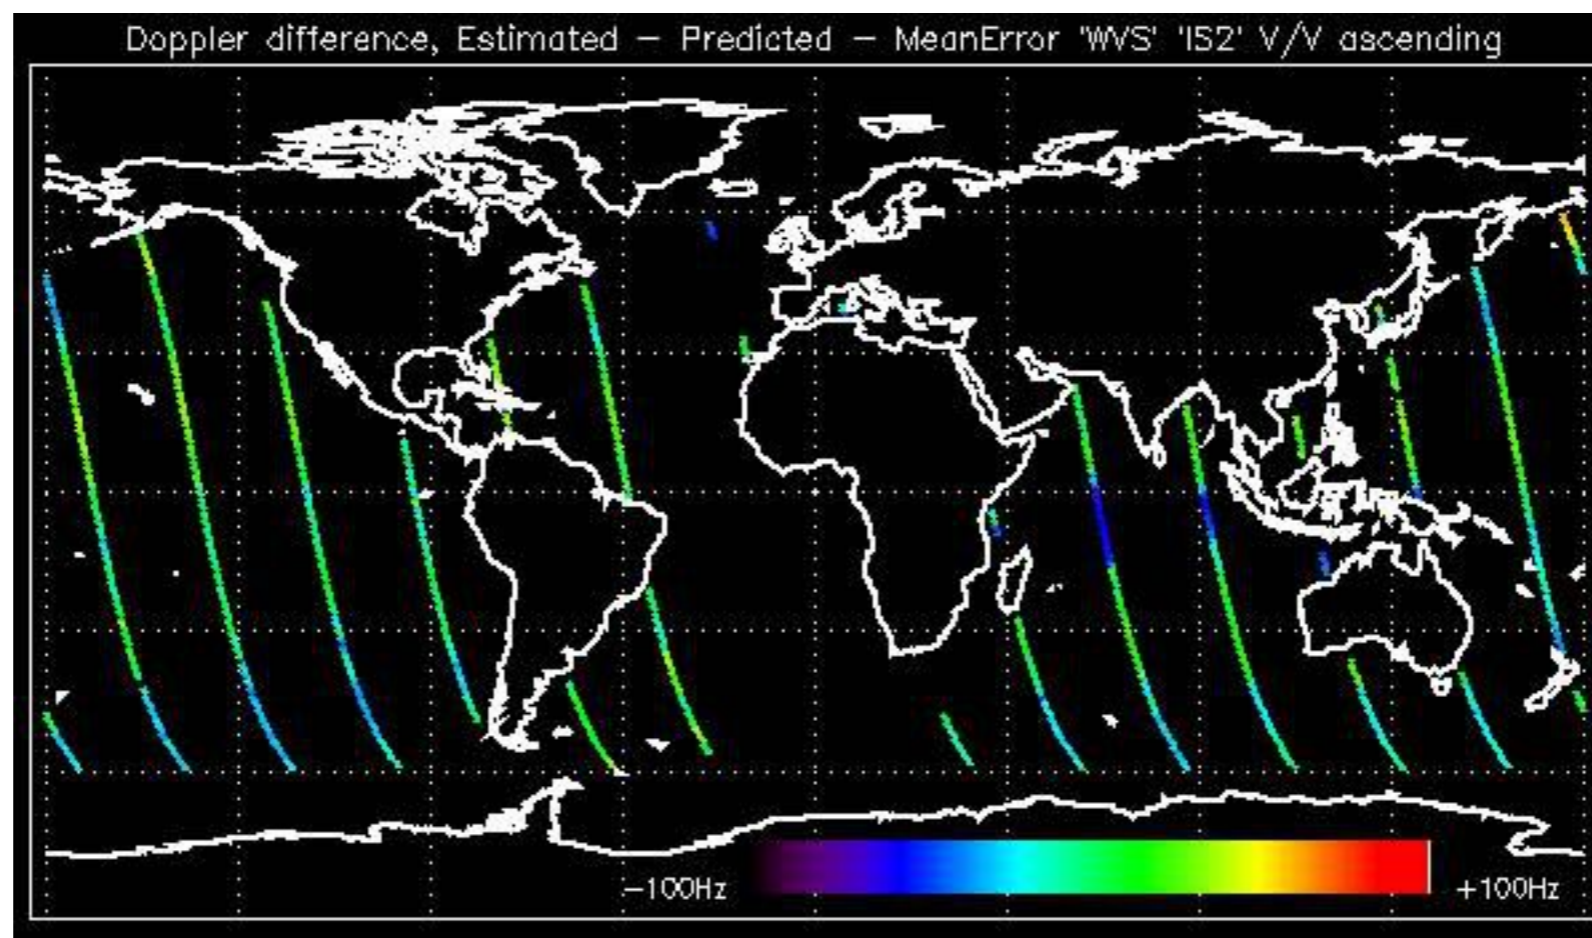 Doppler difference, Estimated – Predicted – MeanError 'WVS' 'IS2' V/V ascending
–100Hz +100Hz